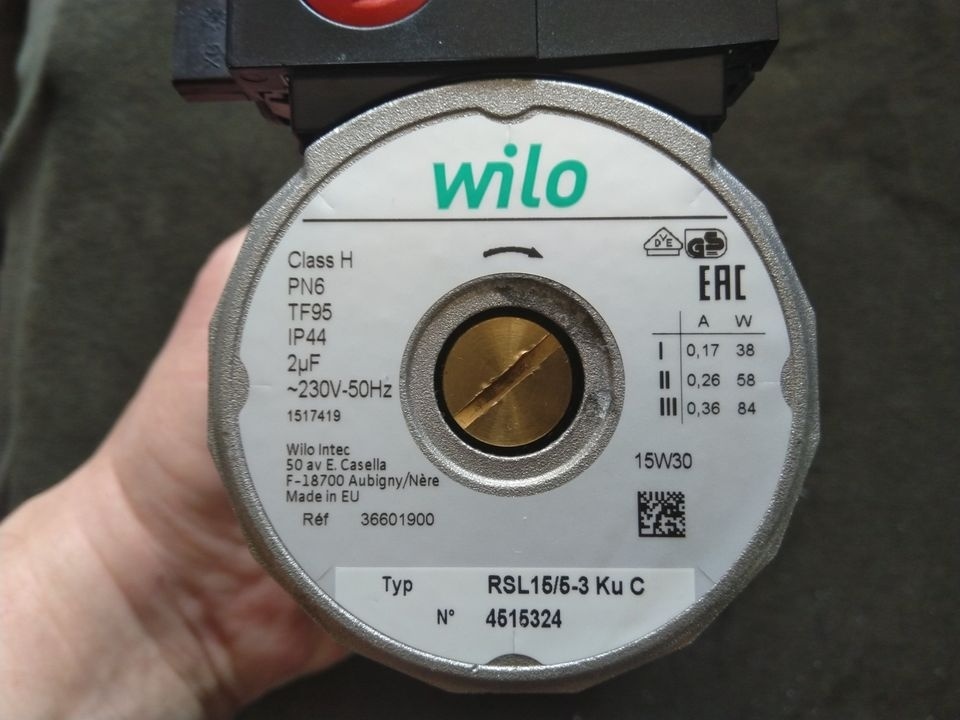 wilo
Class H
PN6
TF95
IP44
2µF
~230V-50Hz
1517419
Wilo Intec
50 av E. Casella
F-18700 Aubigny/Nère
Made in EU
Réf 36601900
DVE
GS
EAC
A W
I 0,17 38
II 0,26 58
III 0,36 84
15W30
Typ RSL15/5-3 Ku C
N° 4515324